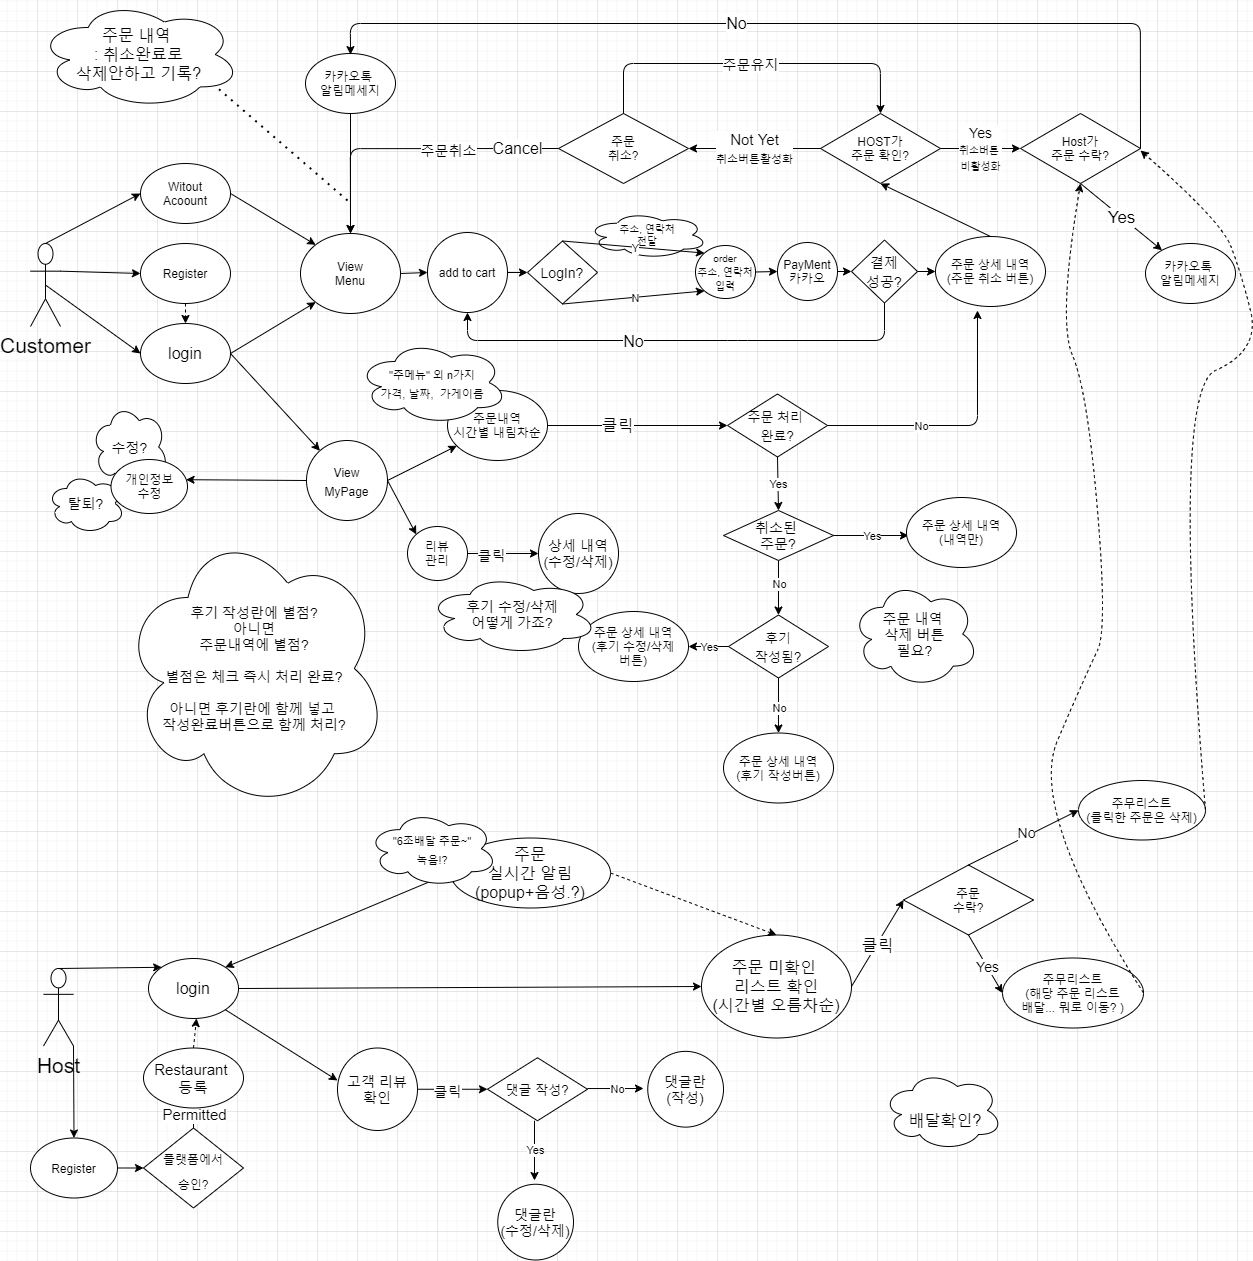 주문 내역
: 취소완료로
삭제안하고 기록?
No
카카오톡
알림메세지
주문유지
주문취소
Cancel
주문
취소?
Not Yet
취소버튼활성화
HOST가
주문 확인?
Yes
취소버튼
비활성화
Host가
주문 수락?
Yes
카카오톡
알림메세지
Witout
Acoount
Register
login
Customer
View
Menu
add to cart
LogIn?
주소, 연락처
전달
Y
N
order
주소, 연락처
입력
PayMent
카카오
결제
성공?
No
주문 상세 내역
(주문 취소 버튼)
"주메뉴" 외 n가지
가격, 날짜, 가게이름
주문내역
시간별 내림차순
클릭
주문 처리
완료?
No
Yes
수정?
탈퇴?
개인정보
수정
View
MyPage
리뷰
관리
클릭
상세 내역
(수정/삭제)
후기 수정/삭제
어떻게 가죠?
취소된
주문?
Yes
주문 상세 내역
(내역만)
No
후기
작성됨?
Yes
주문 상세 내역
(후기 수정/삭제
버튼)
No
주문 상세 내역
(후기 작성버튼)
주문 내역
삭제 버튼
필요?
후기 작성란에 별점?
아니면
주문내역에 별점?
별점은 체크 즉시 처리 완료?
아니면 후기란에 함께 넣고
작성완료버튼으로 함께 처리?
"6조배달 주문~"
녹음!?
주문
실시간 알림
(popup+음성.?)
주무리스트
(클릭한 주문은 삭제)
No
주문
수락?
클릭
Yes
주무리스트
(해당 주문 리스트
배달... 뭐로 이동? )
주문 미확인
리스트 확인
(시간별 오름차순)
login
Host
Restaurant
등록
Permitted
플랫폼에서
승인?
Register
고객 리뷰
확인
클릭
댓글 작성?
No
댓글란
(작성)
Yes
댓글란
(수정/삭제)
배달확인?